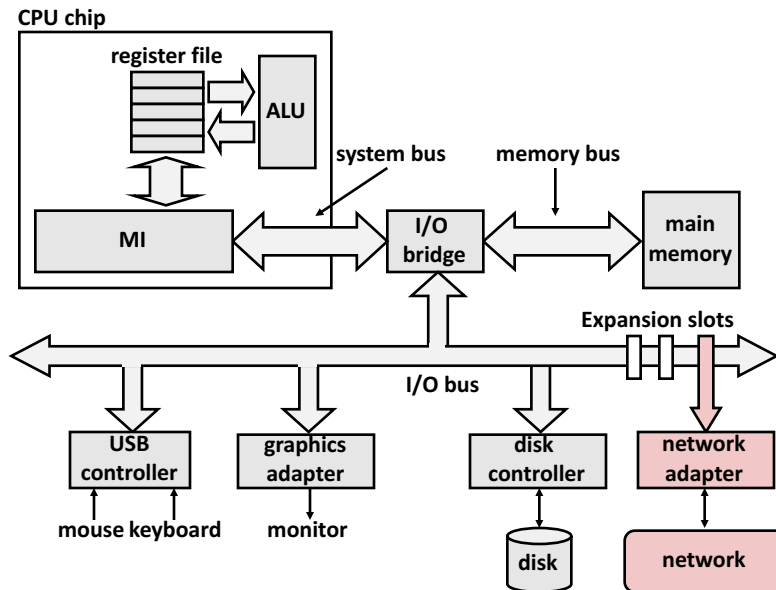 CPU chip
register file
ALU
system bus
memory bus
MI
I/O
bridge
main
memory
Expansion slots
I/O bus
USB
controller
graphics
adapter
disk
controller
network
adapter
mouse keyboard
monitor
disk
network